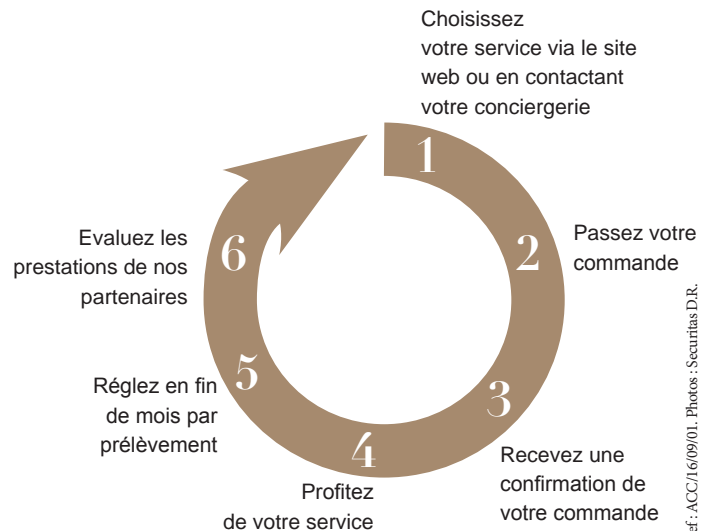 Choisissez
votre service via le site
web ou en contactant
votre conciergerie
1
2
Passez votre
commande
3
Recevez une
confirmation de
votre commande
4
Profitez
de votre service
5
Réglez en fin
de mois par
prélèvement
6
Evaluez les
prestations de nos
partenaires
ef : ACC/16/09/01. Photos : Securitas D.R.